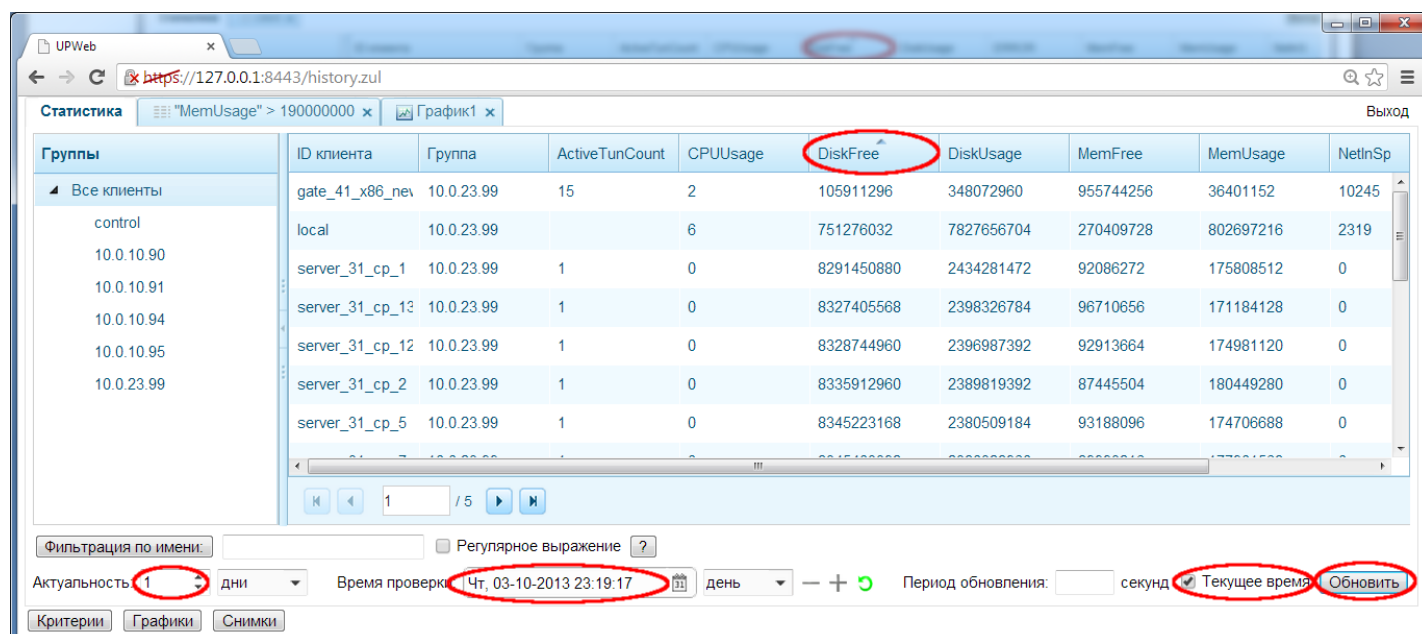 UPWeb
https://127.0.0.1:8443/history.zul
Статистика "MemUsage" > 190000000 График1 Выход
Группы ID клиента Группа ActiveTunCount CPUUsage DiskFree DiskUsage MemFree MemUsage NetInSp
Все клиенты gate_41_x86_nev 10.0.23.99 15 2 105911296 348072960 955744256 36401152 10245
control local 10.0.23.99 6 751276032 7827656704 270409728 802697216 2319
10.0.10.90 server_31_cp_1 10.0.23.99 1 0 8291450880 2434281472 92086272 175808512 0
10.0.10.91 server_31_cp_13 10.0.23.99 1 0 8327405568 2398326784 96710656 171184128 0
10.0.10.94
10.0.10.95 server_31_cp_12 10.0.23.99 1 0 8328744960 2396987392 92913664 174981120 0
10.0.23.99 server_31_cp_2 10.0.23.99 1 0 8335912960 2389819392 87445504 180449280 0
server_31_cp_5 10.0.23.99 1 0 8345223168 2380509184 93188096 174706688 0
1 / 5
Фильтрация по имени: Регулярное выражение ?
Актуальность 1 дни Время проверки Чт, 03-10-2013 23:19:17 31 день Период обновления: секунд Текущее время Обновить
Критерии Графики Снимки